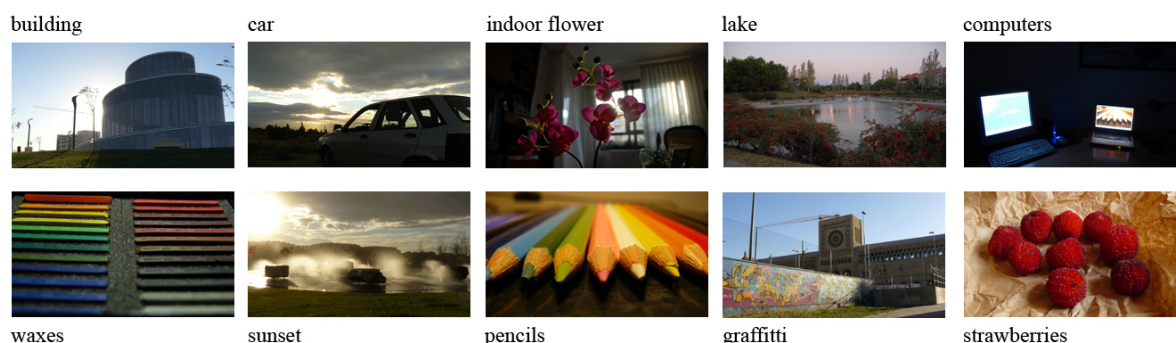 building
car
indoor flower
lake
computers
waxes
sunset
pencils
graffitti
strawberries